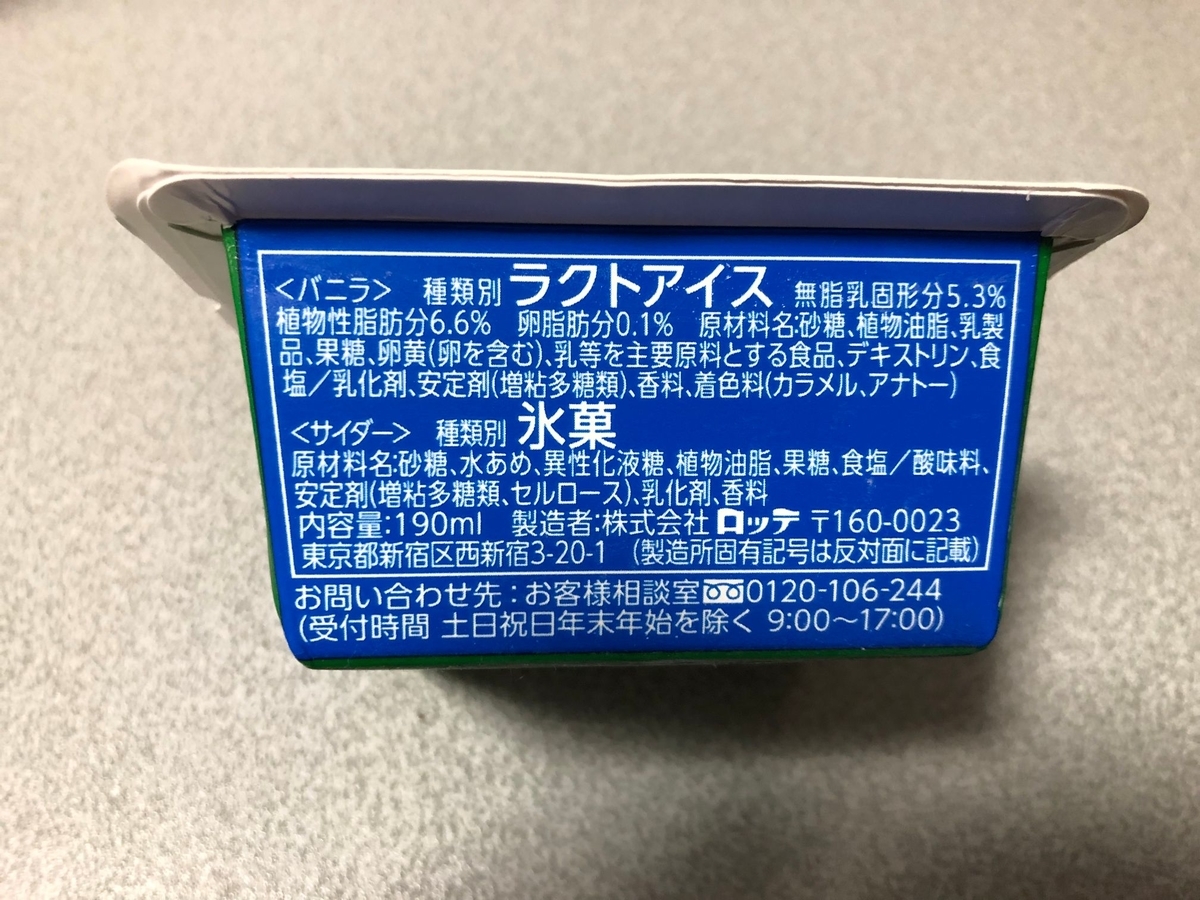 <バニラ> 種類別 ラクトアイス 無脂乳固形分5.3%
植物性脂肪分6.6% 卵脂肪分0.1% 原材料名:砂糖、植物油脂、乳製
品、果糖、卵黄(卵を含む)、乳等を主要原料とする食品、デキストリン、食
塩/乳化剤、安定剤(増粘多糖類)、香料、着色料(カラメル、アナトー)
<サイダー> 種類別 氷菓
原材料名:砂糖、水あめ、異性化液糖、植物油脂、果糖、食塩/酸味料、
安定剤(増粘多糖類、セルロース)、乳化剤、香料
内容量:190ml 製造者:株式会社 ロッテ 〒160-0023
東京都新宿区西新宿3-20-1 (製造所固有記号は反対面に記載)
お問い合わせ先:お客様相談室 0120-106-244
(受付時間 土日祝日年末年始を除く 9:00〜17:00)